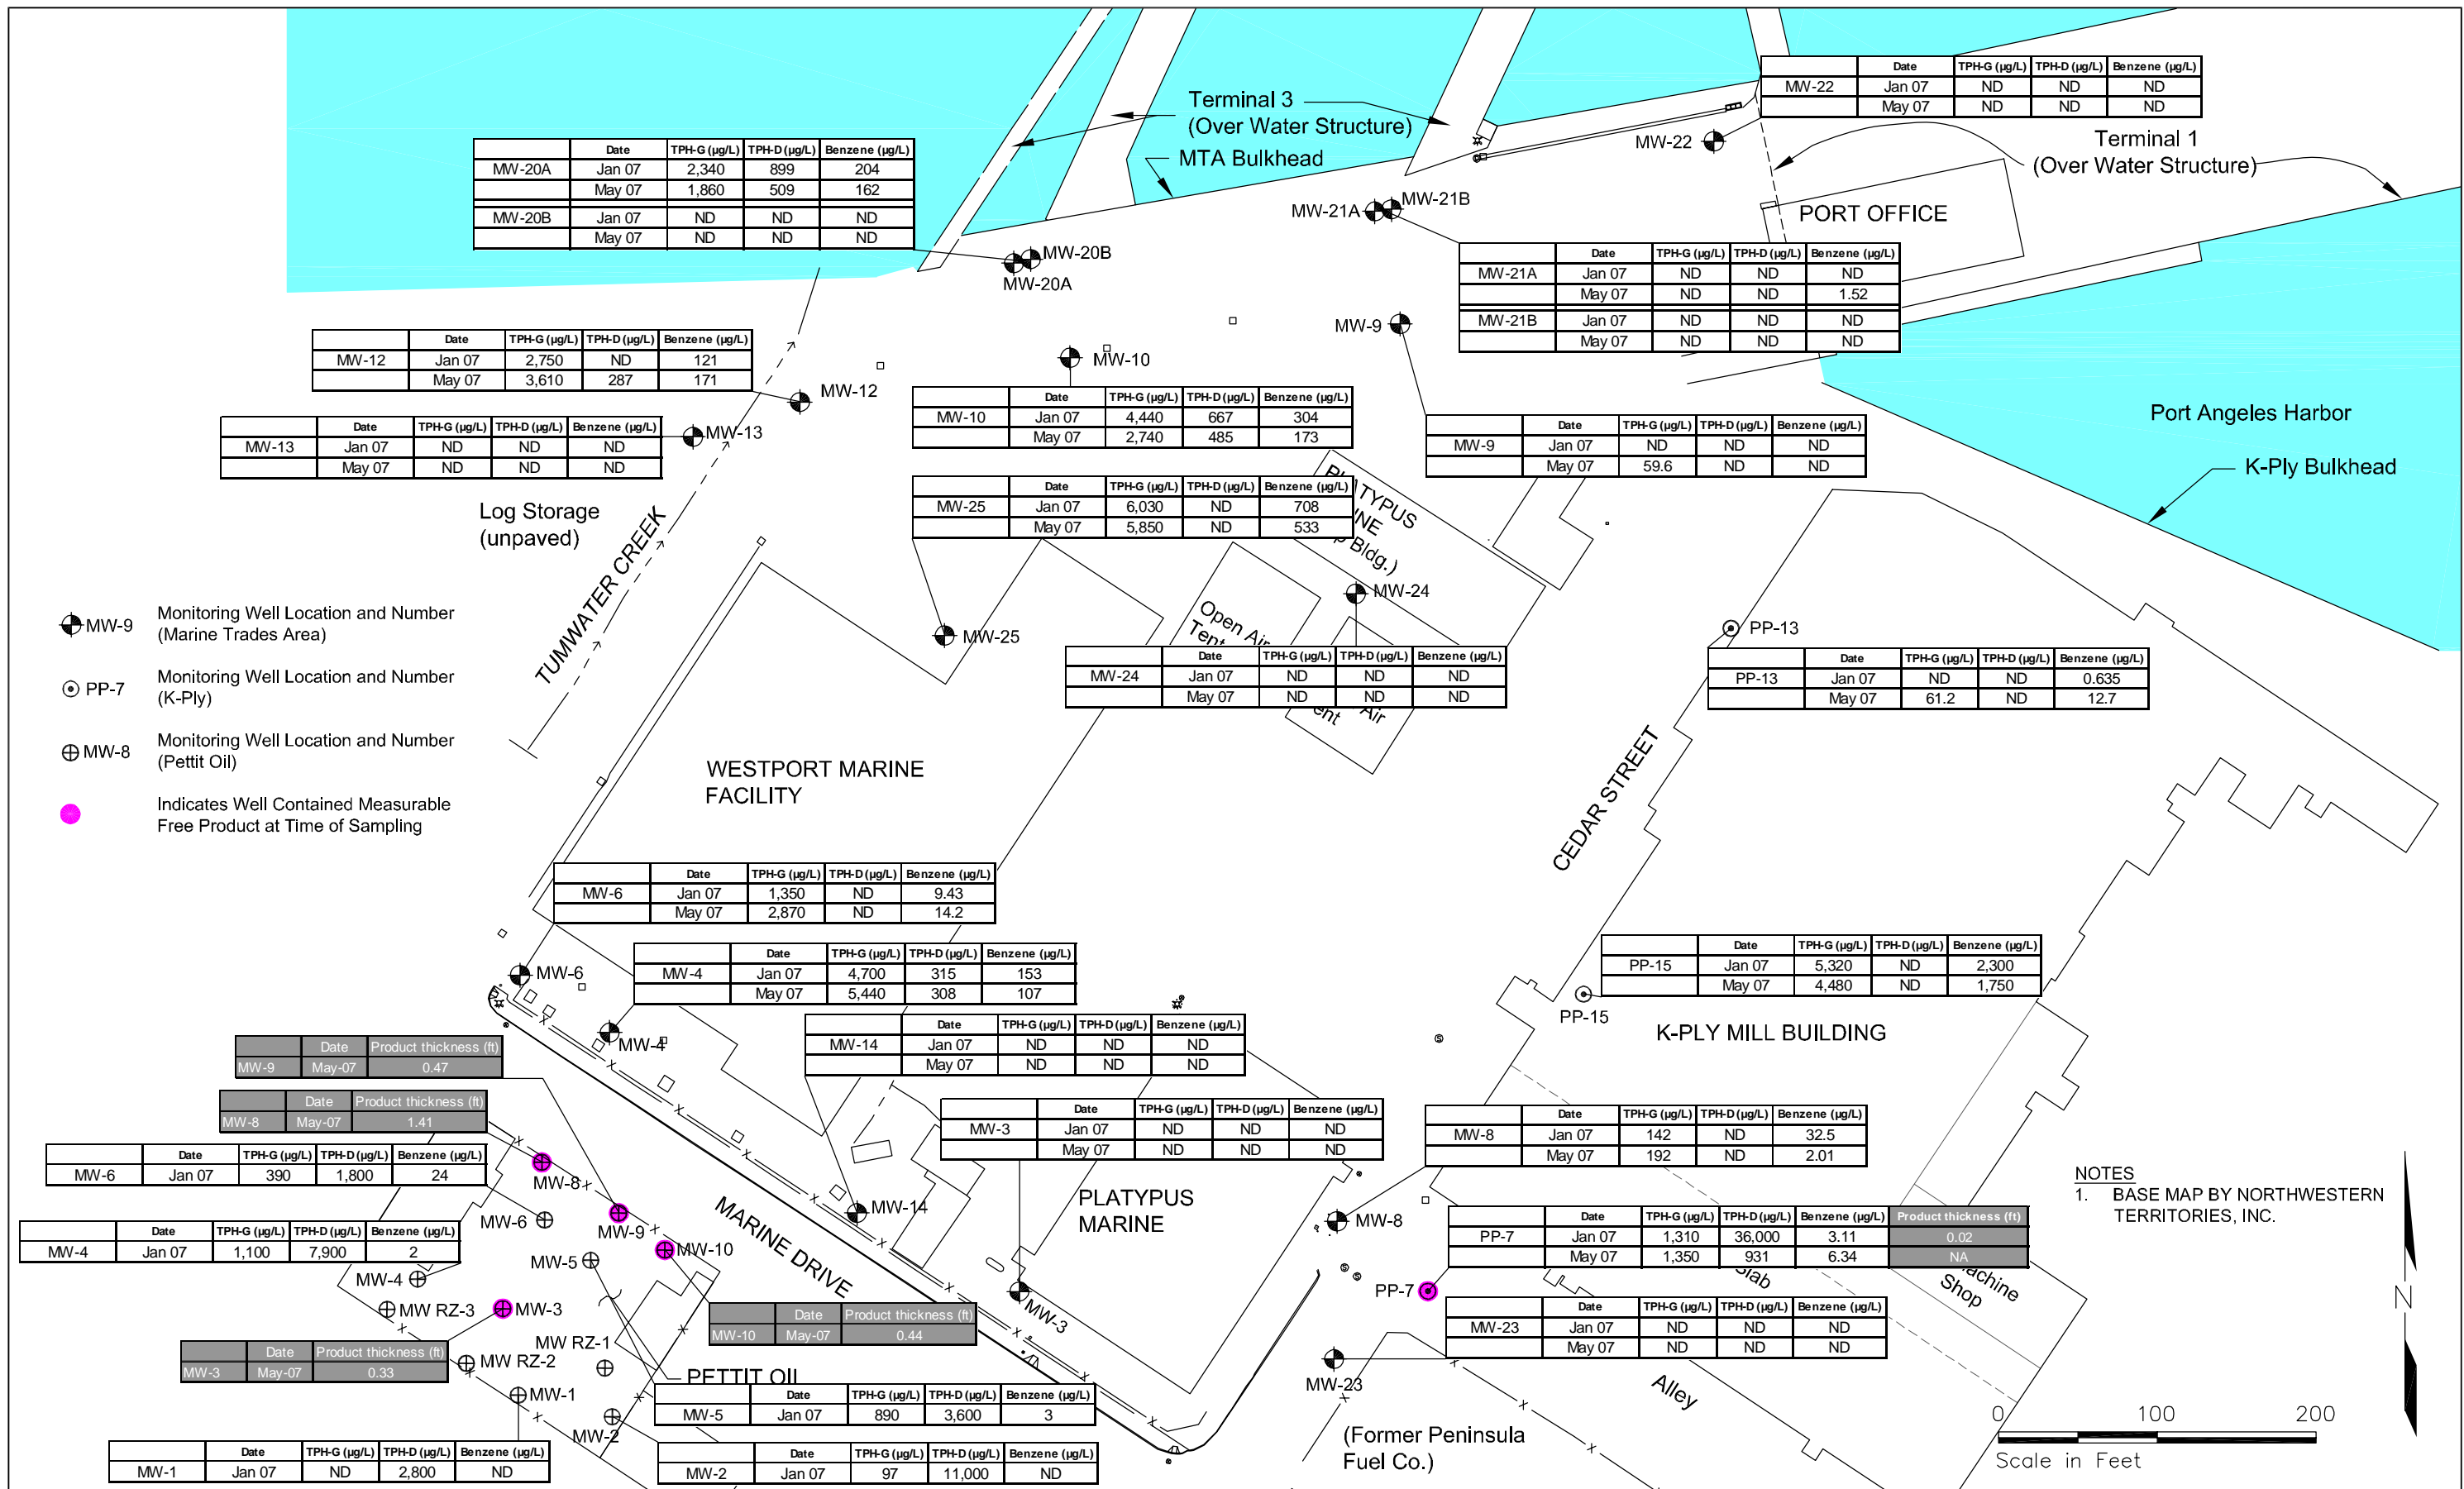 Date TPH-G (µg/L) TPH-D (µg/L) Benzene (µg/L)
MW-22 Jan 07 ND ND ND
May 07 ND ND ND
Terminal 3
(Over Water Structure)
MTA Bulkhead
MW-22
Terminal 1
(Over Water Structure)
Date TPH-G (µg/L) TPH-D (µg/L) Benzene (µg/L)
MW-20A Jan 07 2,340 899 204
May 07 1,860 509 162
MW-20B Jan 07 ND ND ND
May 07 ND ND ND
MW-21A
MW-21B
PORT OFFICE
MW-20B
MW-20A
Date TPH-G (µg/L) TPH-D (µg/L) Benzene (µg/L)
MW-21A Jan 07 ND ND ND
May 07 ND ND 1.52
MW-21B Jan 07 ND ND ND
May 07 ND ND ND
MW-9
Date TPH-G (µg/L) TPH-D (µg/L) Benzene (µg/L)
MW-12 Jan 07 2,750 ND 121
May 07 3,610 287 171
MW-10
MW-12
Date TPH-G (µg/L) TPH-D (µg/L) Benzene (µg/L)
MW-10 Jan 07 4,440 667 304
May 07 2,740 485 173
Date TPH-G (µg/L) TPH-D (µg/L) Benzene (µg/L)
MW-13 Jan 07 ND ND ND
May 07 ND ND ND
MW-13
Date TPH-G (µg/L) TPH-D (µg/L) Benzene (µg/L)
MW-9 Jan 07 ND ND ND
May 07 59.6 ND ND
Port Angeles Harbor
K-Ply Bulkhead
Date TPH-G (µg/L) TPH-D (µg/L) Benzene (µg/L)
MW-25 Jan 07 6,030 ND 708
May 07 5,850 ND 533
Bldg.)
Log Storage
(unpaved)
TUMWATER CREEK
MW-9 Monitoring Well Location and Number
(Marine Trades Area)
PP-7 Monitoring Well Location and Number
(K-Ply)
MW-8 Monitoring Well Location and Number
(Pettit Oil)
Indicates Well Contained Measurable
Free Product at Time of Sampling
MW-25
MW-24
Open Air
Date TPH-G (µg/L) TPH-D (µg/L) Benzene (µg/L)
MW-24 Jan 07 ND ND ND
May 07 ND ND ND
Air
PP-13
Date TPH-G (µg/L) TPH-D (µg/L) Benzene (µg/L)
PP-13 Jan 07 ND ND 0.635
May 07 61.2 ND 12.7
WESTPORT MARINE
FACILITY
CEDAR STREET
Date TPH-G (µg/L) TPH-D (µg/L) Benzene (µg/L)
MW-6 Jan 07 1,350 ND 9.43
May 07 2,870 ND 14.2
MW-6
Date TPH-G (µg/L) TPH-D (µg/L) Benzene (µg/L)
MW-4 Jan 07 4,700 315 153
May 07 5,440 308 107
MW-4
Date TPH-G (µg/L) TPH-D (µg/L) Benzene (µg/L)
PP-15 Jan 07 5,320 ND 2,300
May 07 4,480 ND 1,750
PP-15
K-PLY MILL BUILDING
Date TPH-G (µg/L) TPH-D (µg/L) Benzene (µg/L)
MW-14 Jan 07 ND ND ND
May 07 ND ND ND
Date Product thickness (ft)
MW-9 May-07 0.47
Date Product thickness (ft)
MW-8 May-07 1.41
Date TPH-G (µg/L) TPH-D (µg/L) Benzene (µg/L)
MW-3 Jan 07 ND ND ND
May 07 ND ND ND
Date TPH-G (µg/L) TPH-D (µg/L) Benzene (µg/L)
MW-8 Jan 07 142 ND 32.5
May 07 192 ND 2.01
Date TPH-G (µg/L) TPH-D (µg/L) Benzene (µg/L)
MW-6 Jan 07 390 1,800 24
MW-8
MW-6
MW-9
MARINE DRIVE
MW-14
PLATYPUS
MARINE
MW-8
NOTES
1. BASE MAP BY NORTHWESTERN
TERRITORIES, INC.
Date TPH-G (µg/L) TPH-D (µg/L) Benzene (µg/L) Product thickness (ft)
PP-7 Jan 07 1,310 36,000 3.11 0.02
May 07 1,350 931 6.34 NA
Date TPH-G (µg/L) TPH-D (µg/L) Benzene (µg/L)
MW-4 Jan 07 1,100 7,900 2
MW-5
MW-10
MW-4
MW RZ-3
MW-3
MW-3
PP-7
Slab
Shop
N
Date Product thickness (ft)
MW-10 May-07 0.44
Date TPH-G (µg/L) TPH-D (µg/L) Benzene (µg/L)
MW-23 Jan 07 ND ND ND
May 07 ND ND ND
Date Product thickness (ft)
MW-3 May-07 0.33
MW RZ-1
MW RZ-2
PETTIT OIL
MW-1
MW-2
MW-23
Alley
Date TPH-G (µg/L) TPH-D (µg/L) Benzene (µg/L)
MW-5 Jan 07 890 3,600 3
(Former Peninsula
Fuel Co.)
0 100 200
Scale in Feet
Date TPH-G (µg/L) TPH-D (µg/L) Benzene (µg/L)
MW-1 Jan 07 ND 2,800 ND
Date TPH-G (µg/L) TPH-D (µg/L) Benzene (µg/L)
MW-2 Jan 07 97 11,000 ND